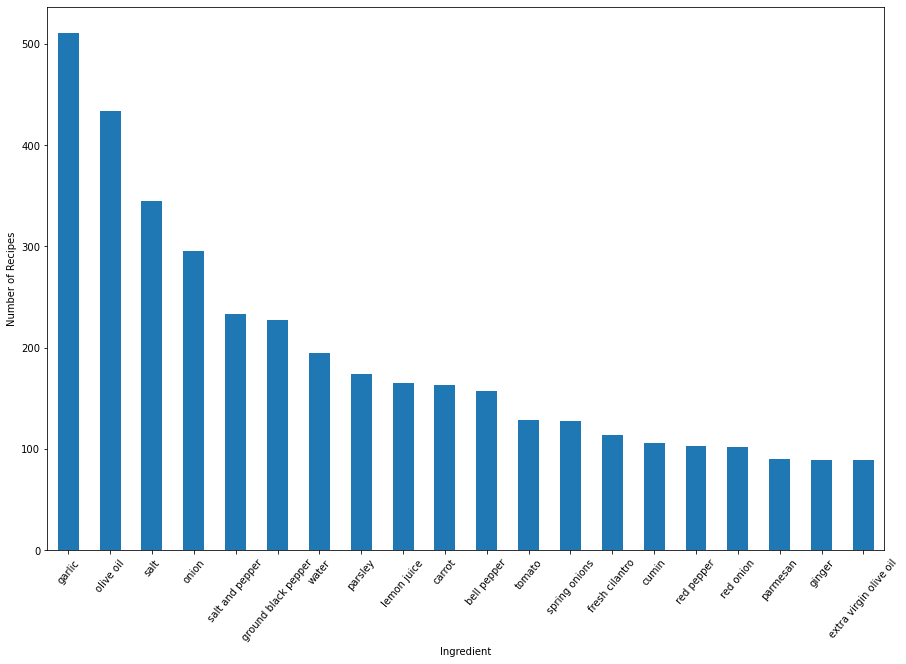 500
400
300
200
100
0
Number of Recipes
garlic
olive oil
salt
onion
salt and pepper
ground black pepper
water
parsley
lemon juice
carrot
bell pepper
tomato
spring onions
fresh cilantro
cumin
red pepper
red onion
parmesan
ginger
extra virgin olive oil
Ingredient